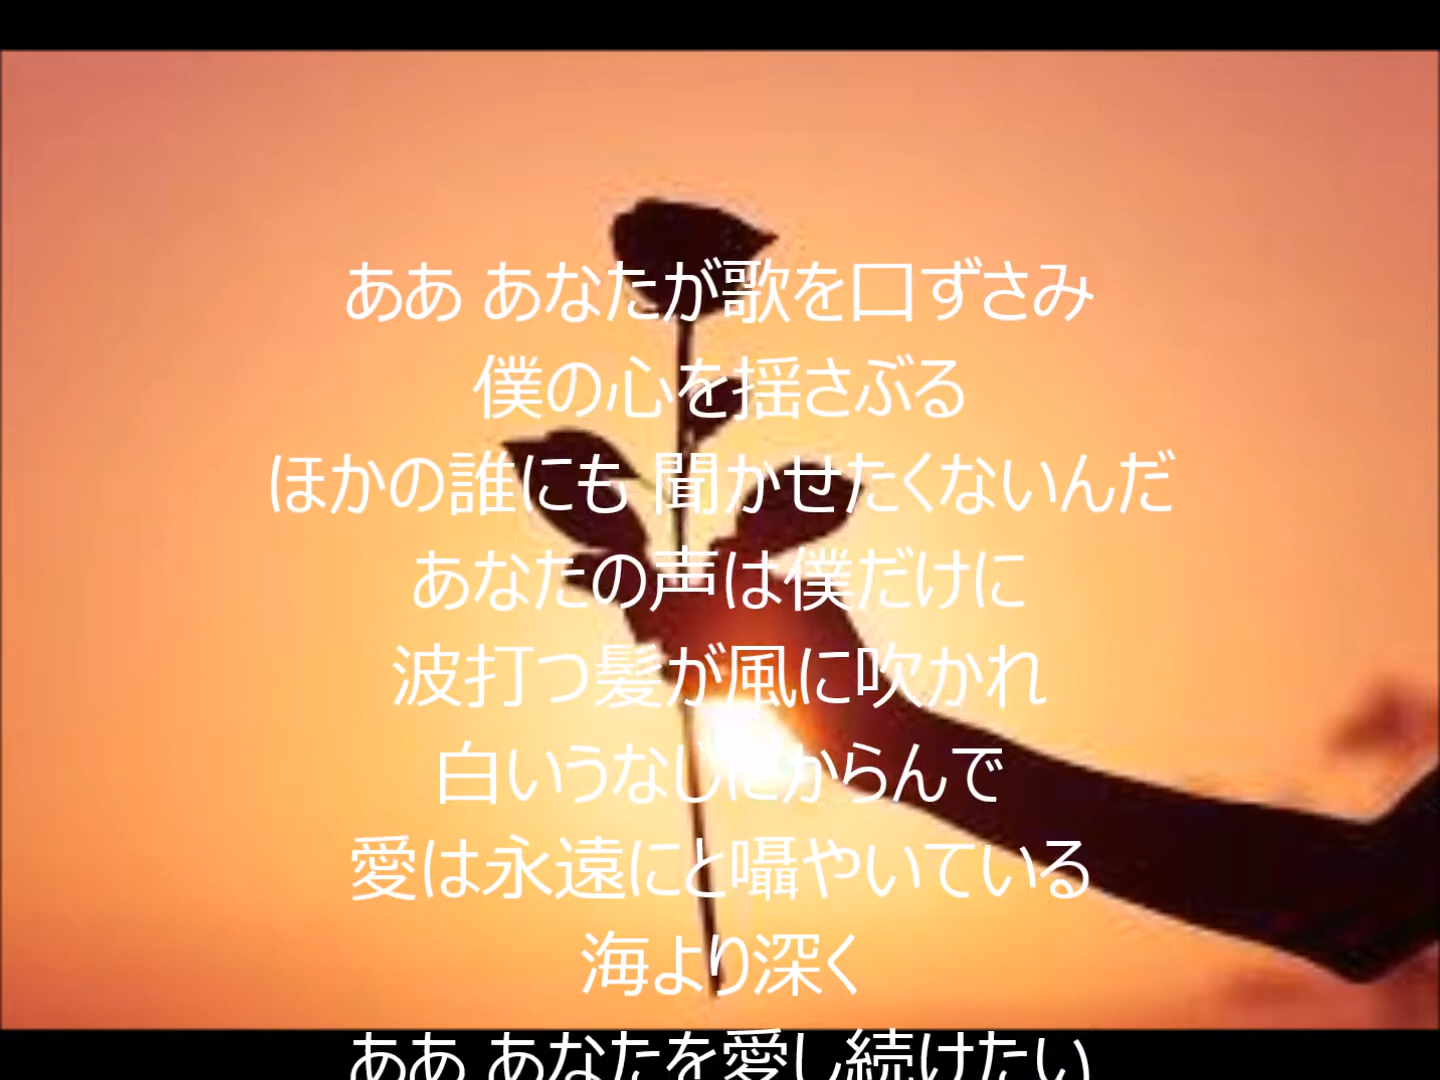 ああ あなたが歌を口ずさみ
僕の心を揺さぶる
ほかの誰にも 聞かせたくないんだ
あなたの声は僕だけに
波打つ髪が風に吹かれ
白いうなじにからんで
愛は永遠にと囁やいている
海より深く
ああ あなたを愛し続けたい